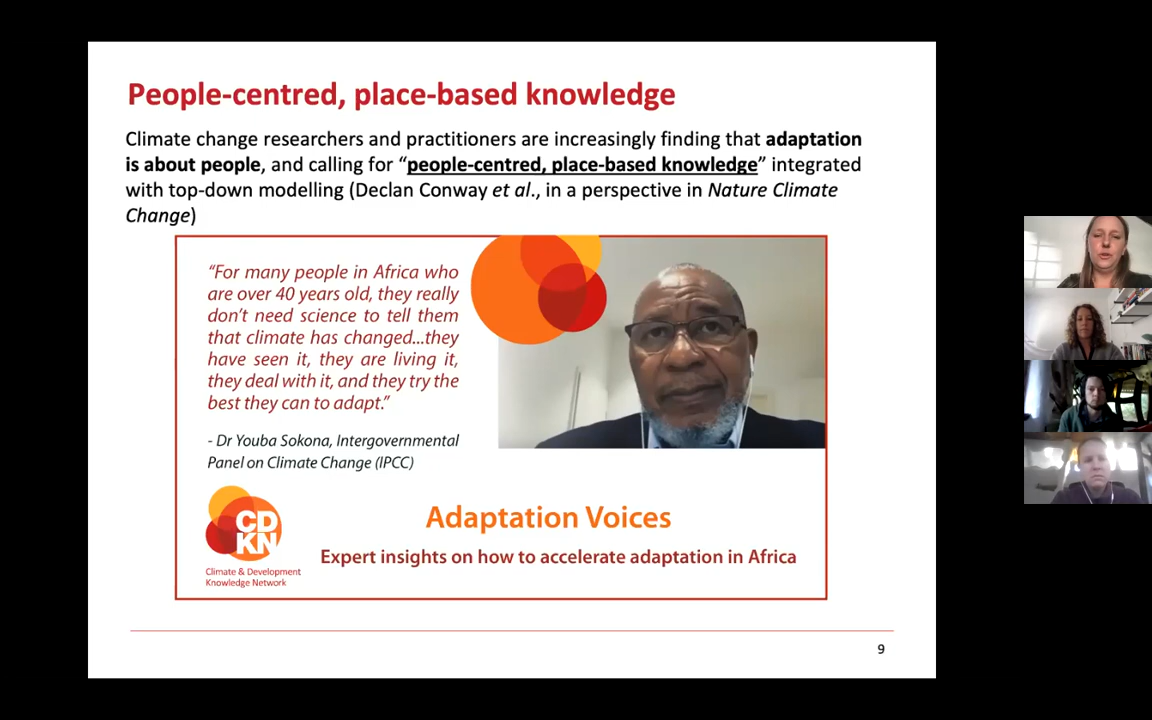 People-centred, place-based knowledge
Climate change researchers and practitioners are increasingly finding that adaptation
is about people, and calling for “people-centred, place-based knowledge” integrated
with top-down modelling (Declan Conway et al., in a perspective in Nature Climate
Change)
“For many people in Africa who
are over 40 years old, they really
don’t need science to tell them
that climate has changed...they
have seen it, they are living it,
they deal with it, and they try the
best they can to adapt.”
- Dr Youba Sokona, Intergovernmental
Panel on Climate Change (IPCC)
CD
KN
Climate & Development
Knowledge Network
Adaptation Voices
Expert insights on how to accelerate adaptation in Africa
9